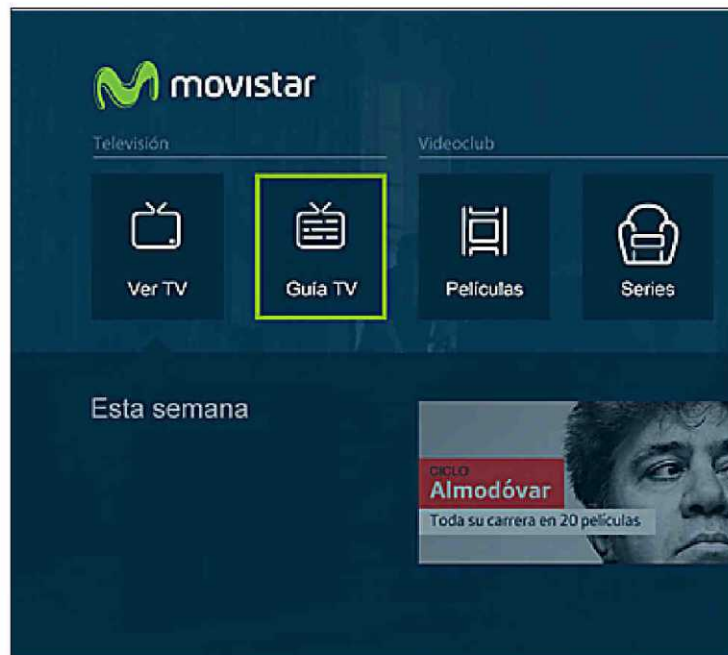 movistar
Televisión
Videoclub
Ver TV
Guía TV
Películas
Series
Esta semana
CICLO
Almodóvar
Toda su carrera en 20 películas